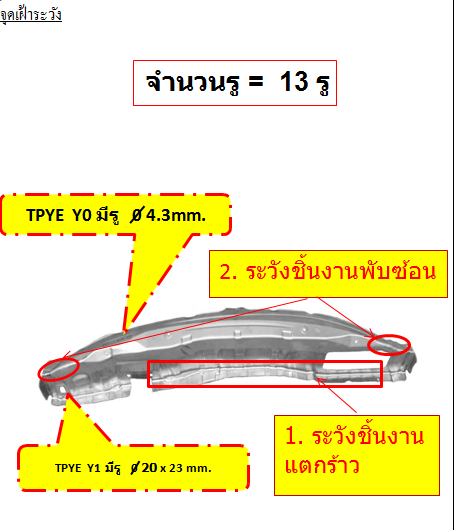 จุดเฝ้าระวัง
จำนวนรู = 13 รู
TPYE Y0 มีรู Ø 4.3mm.
2. ระวังชิ้นงานพับซ้อน
1. ระวังชิ้นงาน
แตกร้าว
TPYE Y1 มีรู Ø 20 x 23 mm.